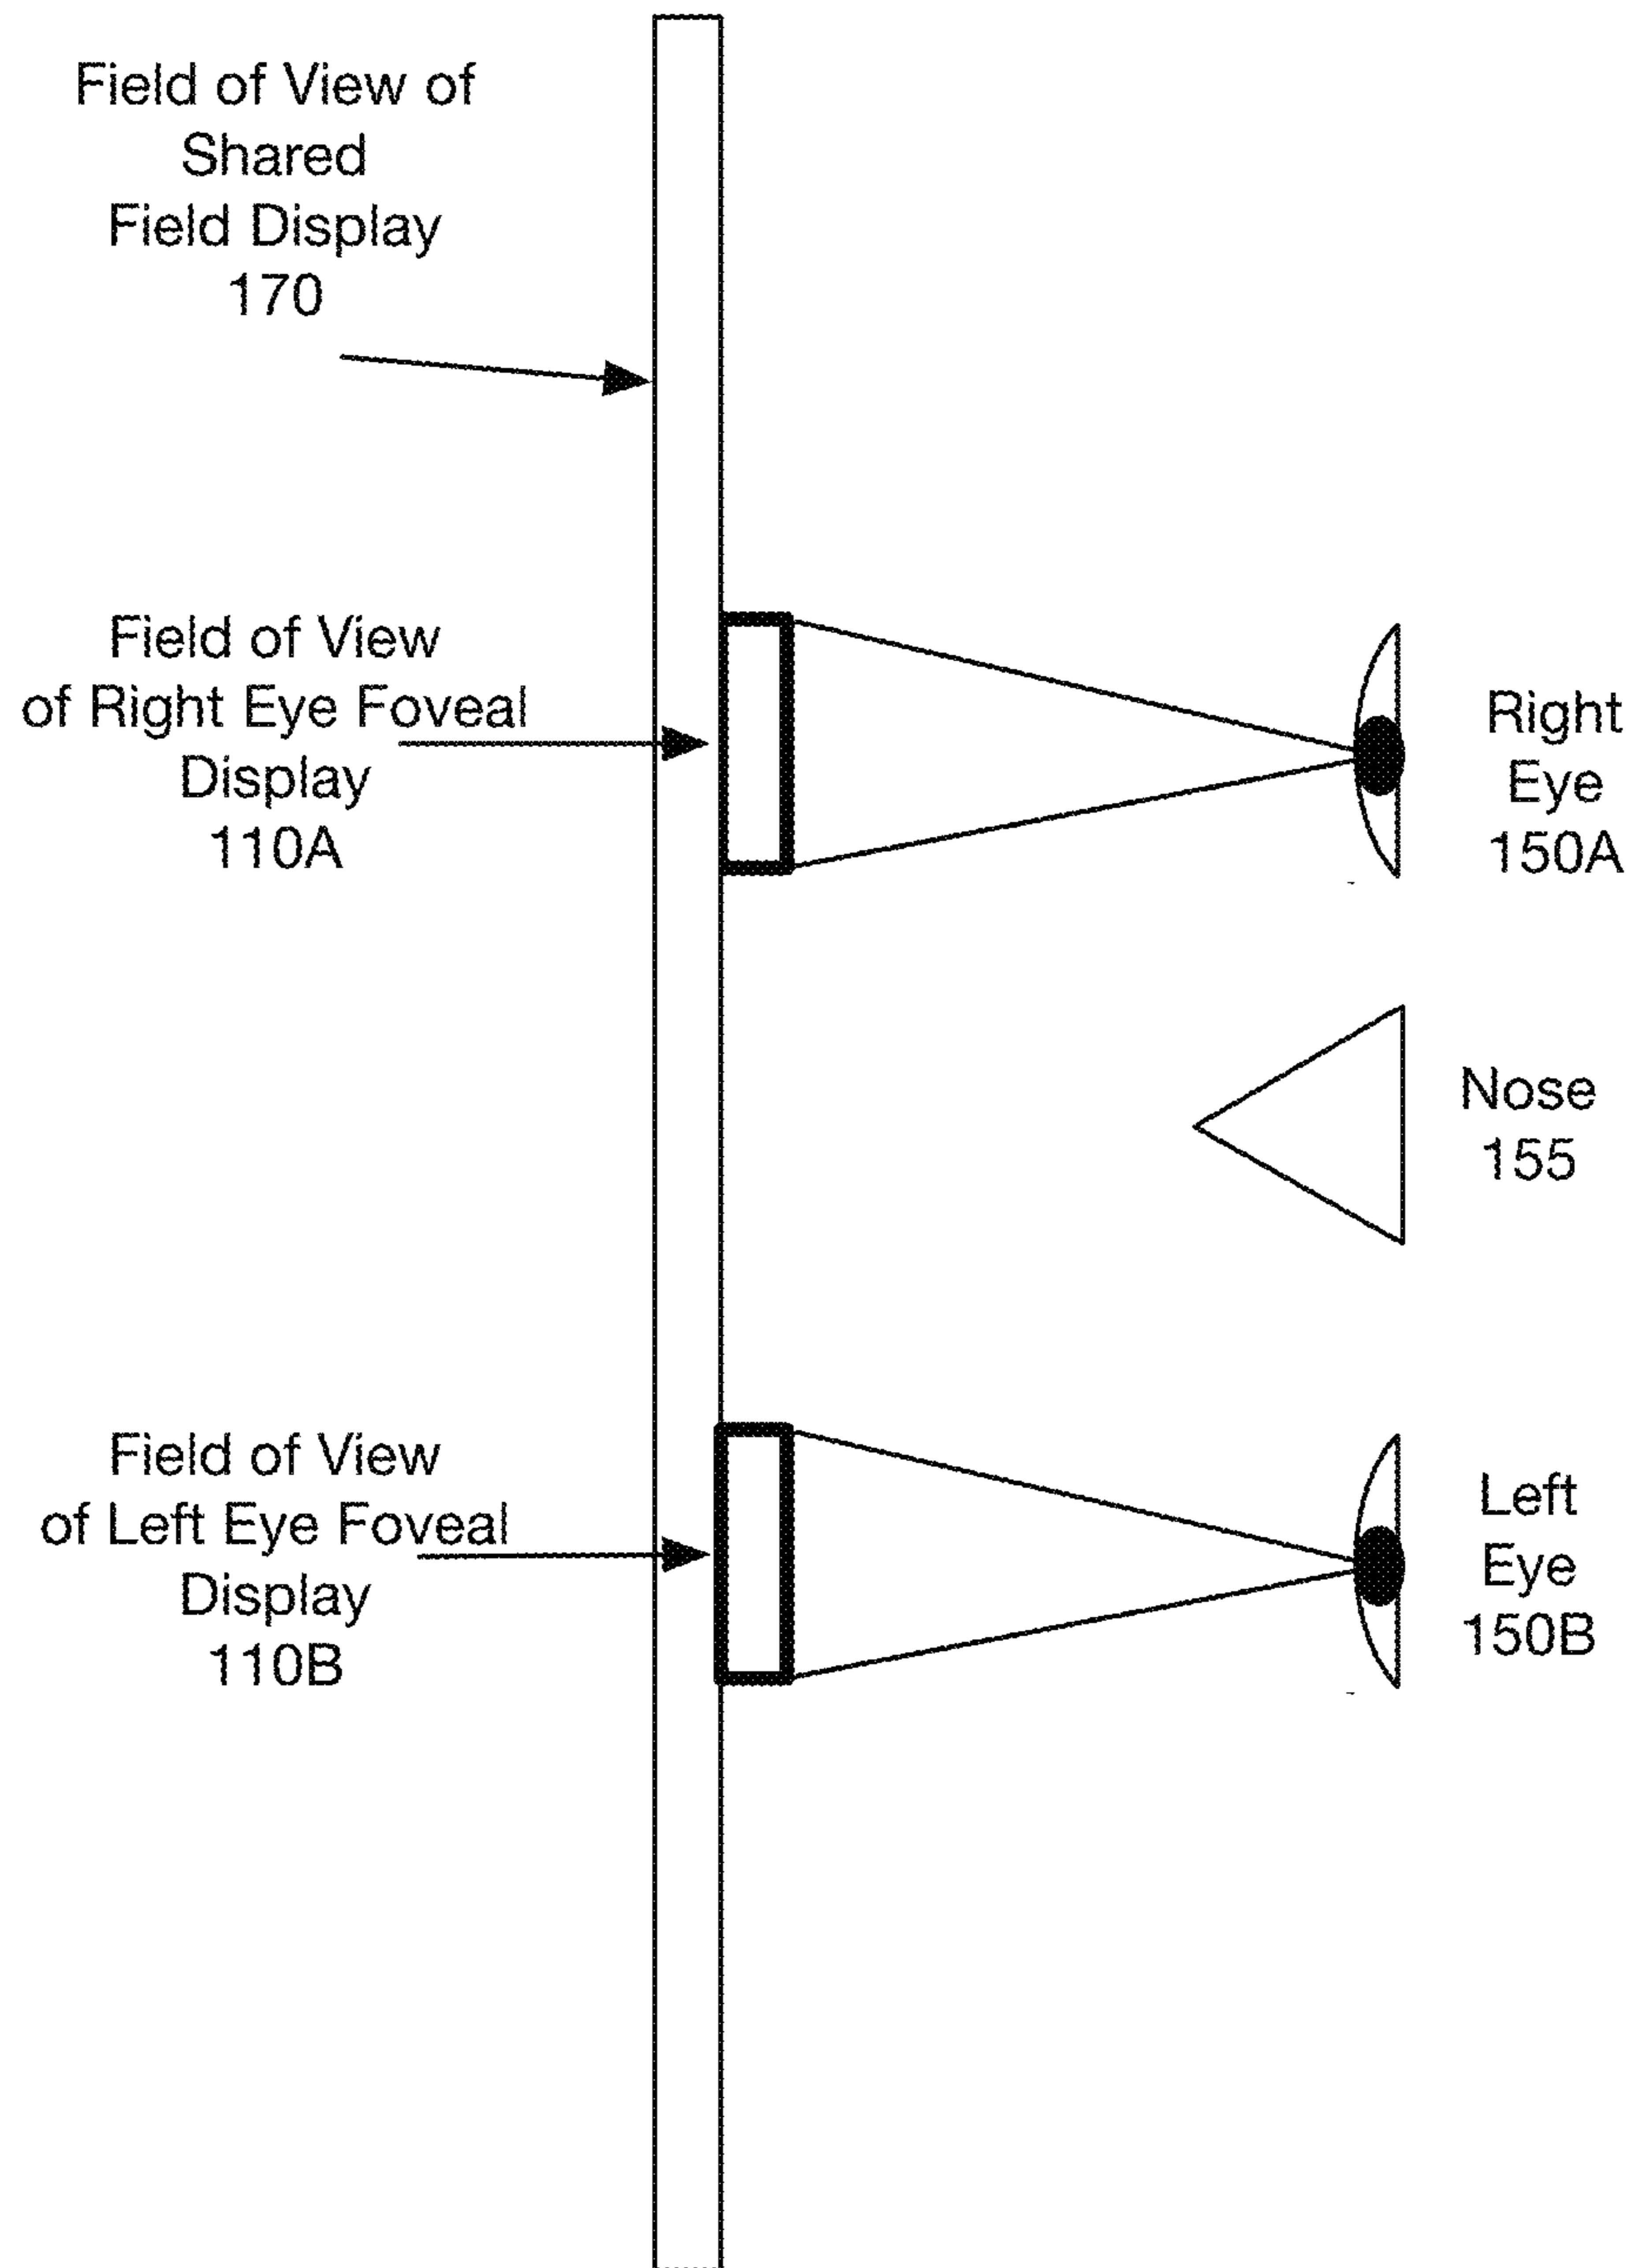 Field of View of
Shared
Field Display
170
Field of View
of Right Eye Foveal
Display
110A
Right
Eye
150A
Nose
155
Field of View
of Left Eye Foveal
Display
110B
Left
Eye
150B